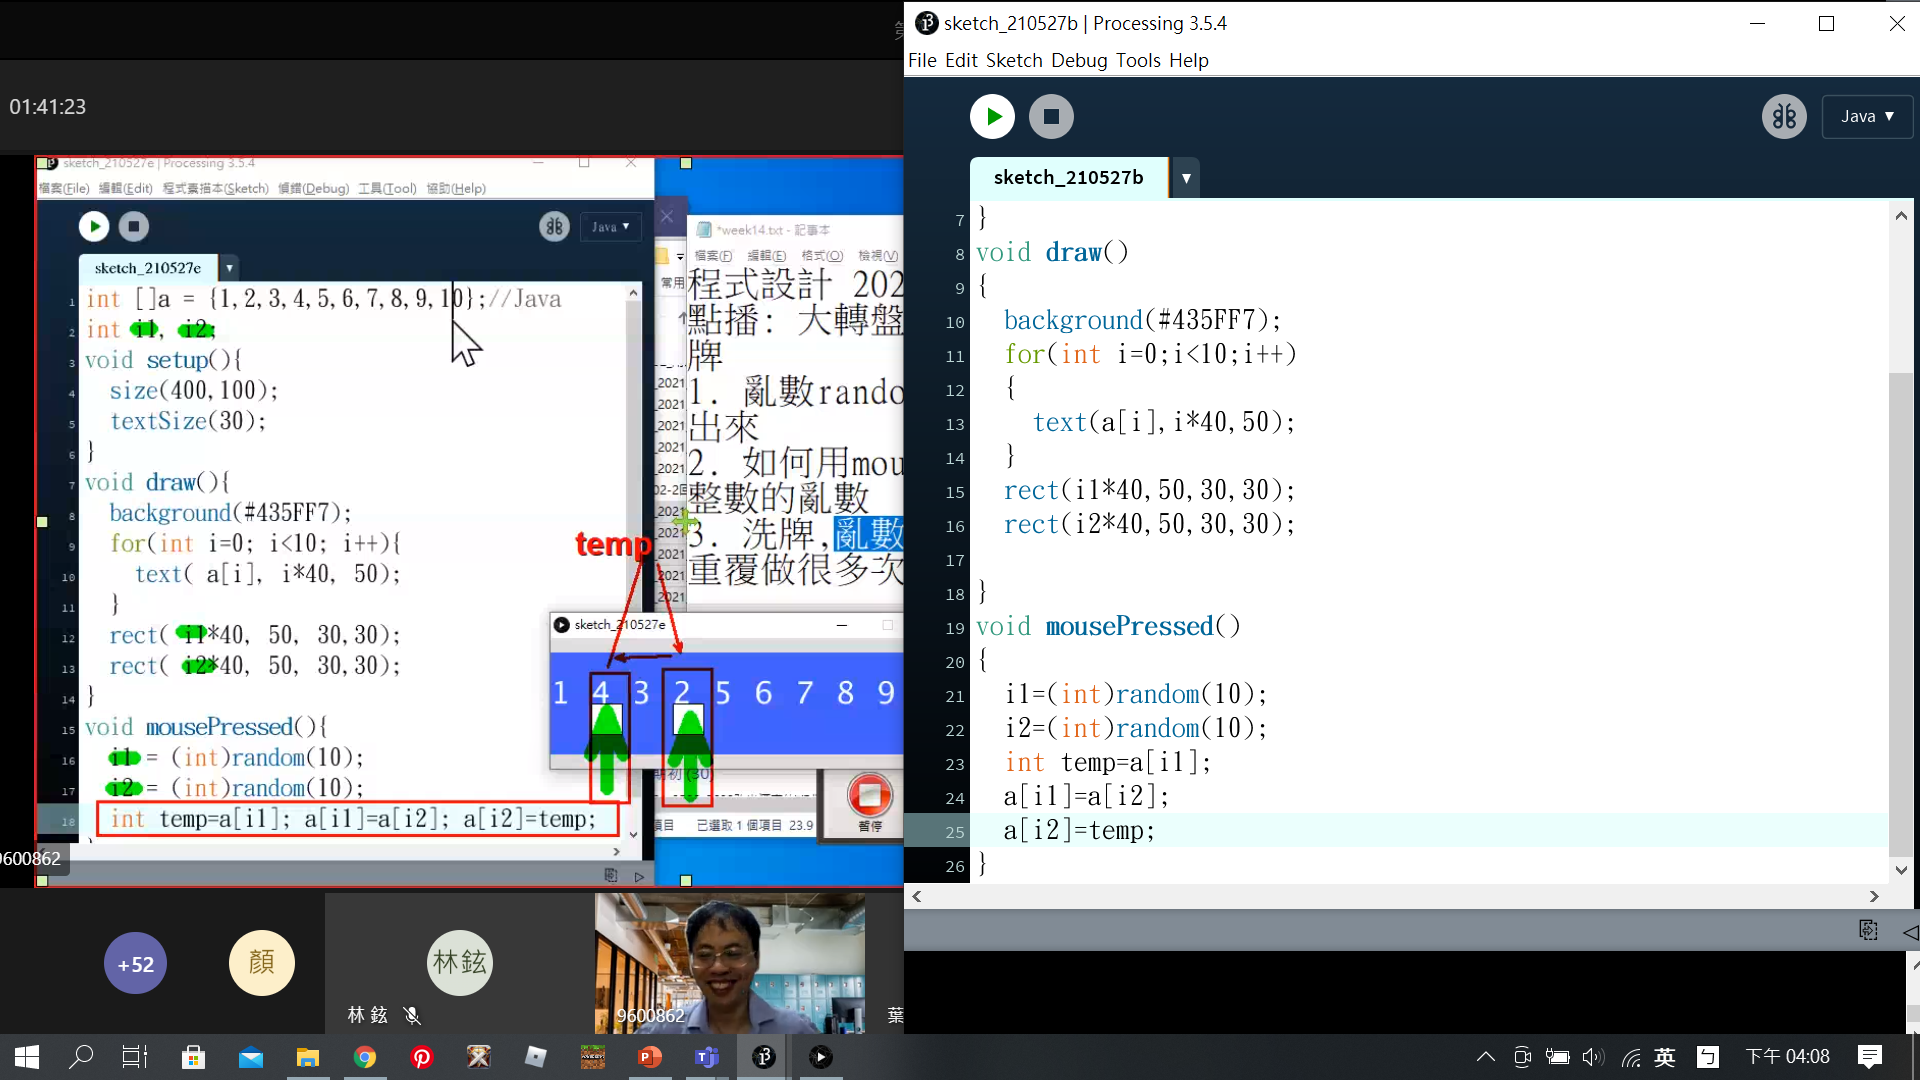 01:41:23
sketch_210527e | Processing 3.5.4
檔案(File) 編輯(Edit) 程式素描本(Sketch) 偵錯(Debug) 工具(Tool) 協助(Help)
Java ▼
sketch_210527e ▼
1 int []a = {1,2,3,4,5,6,7,8,9,10};//Java
2 int i1, i2;
3 void setup(){
4 size(400,100);
5 textSize(30);
6 }
7 void draw(){
8 background(#435FF7);
9 for(int i=0; i<10; i++){
10 text( a[i], i*40, 50);
11 }
12 rect( i1*40, 50, 30,30);
13 rect( i2*40, 50, 30,30);
14 }
15 void mousePressed(){
16 i1 = (int)random(10);
17 i2 = (int)random(10);
18 int temp=a[i1]; a[i1]=a[i2]; a[i2]=temp;
temp
9600862
*week14.txt - 記事本
檔案(F) 編輯(E) 格式(O) 檢視(V)
常用
程式設計 202
點播: 大轉盤
牌
1. 亂數rando
出來
2. 如何用mou
整數的亂數
3. 洗牌,亂數
重覆做很多次
_2021
_2021
_2021
_2021
_2021
02-2
_2021
_2021
_2021
_2021
sketch_210527e
1 4 3 2 5 6 7 8 9
(30)
項目 已選取 1 個項目 23.9
暫停
+52
顏
林鉉
林 鉉
9600862
葉
sketch_210527b | Processing 3.5.4
File Edit Sketch Debug Tools Help
Java ▼
sketch_210527b ▼
7 }
8 void draw()
9 {
10 background(#435FF7);
11 for(int i=0;i<10;i++)
12 {
13 text(a[i],i*40,50);
14 }
15 rect(i1*40,50,30,30);
16 rect(i2*40,50,30,30);
17
18 }
19 void mousePressed()
20 {
21 i1=(int)random(10);
22 i2=(int)random(10);
23 int temp=a[i1];
24 a[i1]=a[i2];
25 a[i2]=temp;
26 }
英 ㄅ 下午 04:08